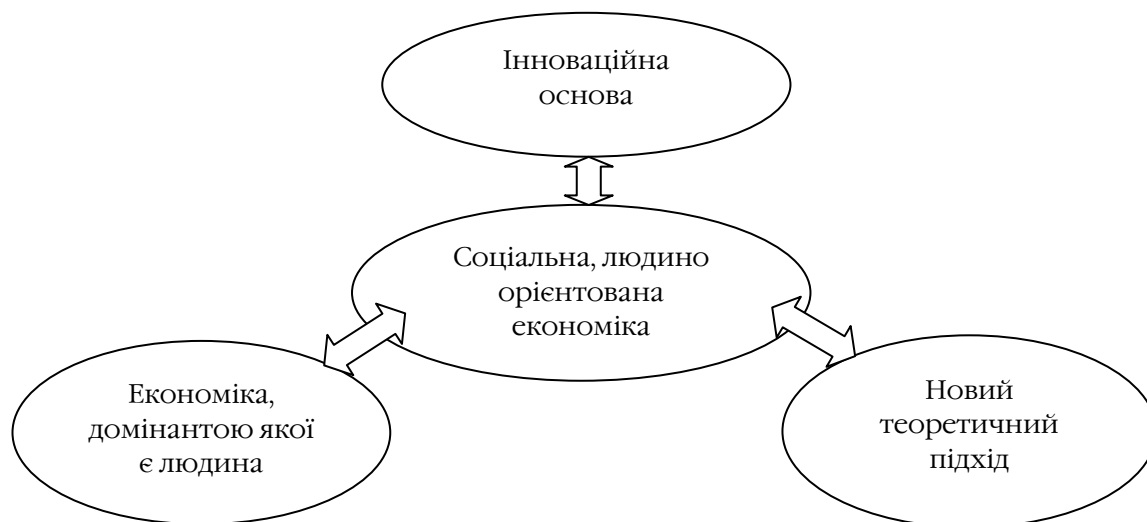 Інноваційна
основа
Соціальна, людино
орієнтована
економіка
Економіка,
домінантою якої
є людина
Новий
теоретичний
підхід